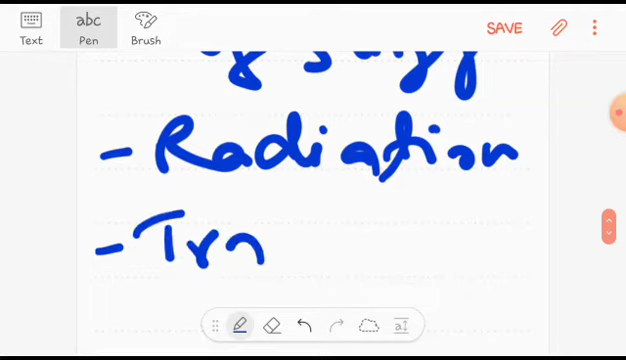 Text
abc
Pen
Brush
SAVE
- Radiation
- Trn